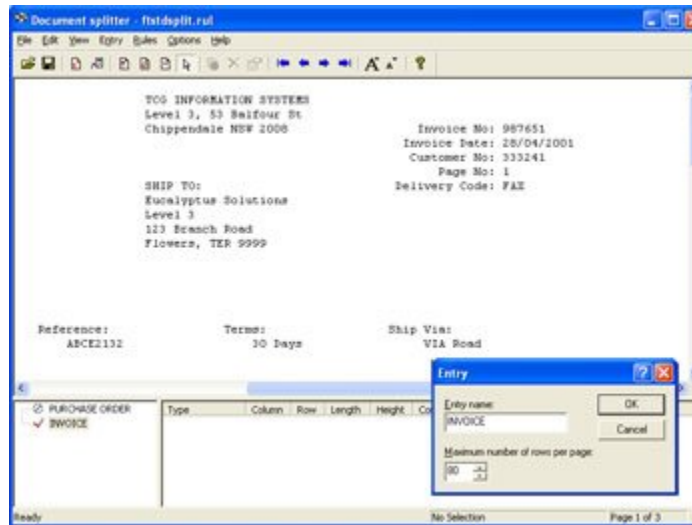 Document splitter - ftstdsplit.rul
File Edit View Entry Rules Options Help
TCG INFORMATION SYSTEMS
Level 3, 53 Balfour St
Chippendale NSW 2008
Invoice No: 987651
Invoice Date: 28/04/2001
Customer No: 333241
Page No: 1
Delivery Code: FAX
SHIP TO:
Eucalyptus Solutions
Level 3
123 Branch Road
Flowers, TER 9999
Reference: Terms: Ship Via:
ABCE2132 30 Days VIA Road
PURCHASE ORDER
INVOICE
Type Column Row Length Height
Entry
Entry name:
INVOICE
OK
Cancel
Maximum number of rows per page:
80
Ready No Selection Page 1 of 3